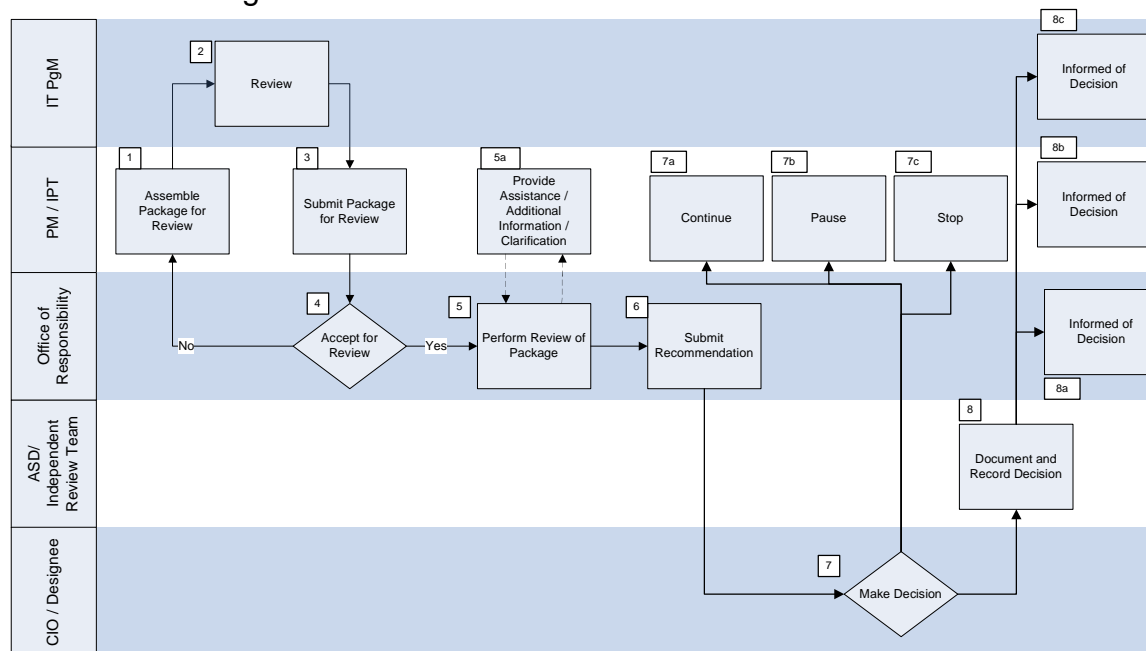 8c
2
IT PgM
Review
Informed of
Decision
1
3
5a
7a
7b
7c
8b
PM / IPT
Assemble
Package for
Review
Submit Package
for Review
Provide
Assistance /
Additional
Information /
Clarification
Continue
Pause
Stop
Informed of
Decision
Office of
Responsibility
4
5
6
Accept for
Review
No
Yes
Perform Review of
Package
Submit
Recommendation
Informed of
Decision
8a
ASD/
Independent
Review Team
8
Document and
Record Decision
CIO / Designee
7
Make Decision